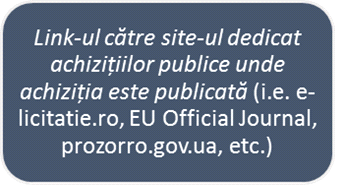 Link-ul către site-ul dedicat
achizițiilor publice unde
achiziția este publicată (i.e. e-
licitatie.ro, EU Official Journal,
prozorro.gov.ua, etc.)